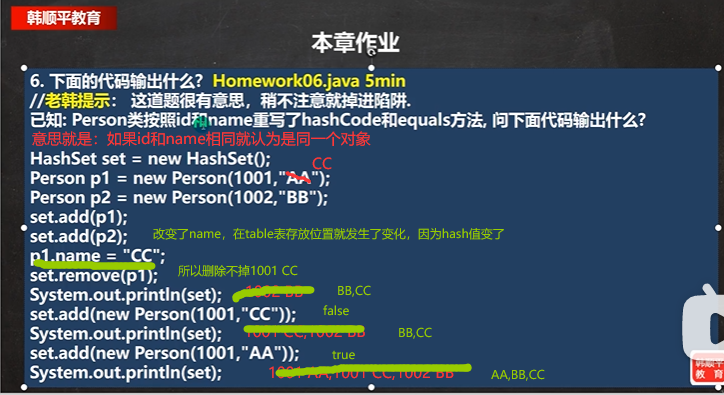 韩顺平教育
本章作业
6. 下面的代码输出什么? Homework06.java 5min
//老韩提示: 这道题很有意思, 稍不注意就掉进陷阱.
已知: Person类按照id和name重写了hashCode和equals方法, 问下面代码输出什么?
意思就是:如果id和name相同就认为是同一个对象
HashSet set = new HashSet();
CC
Person p1 = new Person(1001,"AA");
Person p2 = new Person(1002,"BB");
set.add(p1);
set.add(p2); 改变了name, 在table表存放位置就发生了变化, 因为hash值变了
p1.name = "CC";
set.remove(p1); 所以删除不掉1001 CC
System.out.println(set); 1002 BB BB,CC
set.add(new Person(1001,"CC")); false
System.out.println(set); 1001 CC,1002 BB BB,CC
set.add(new Person(1001,"AA")); true
System.out.println(set); 1001 AA,1001 CC,1002 BB AA,BB,CC
韩顺平
教 育